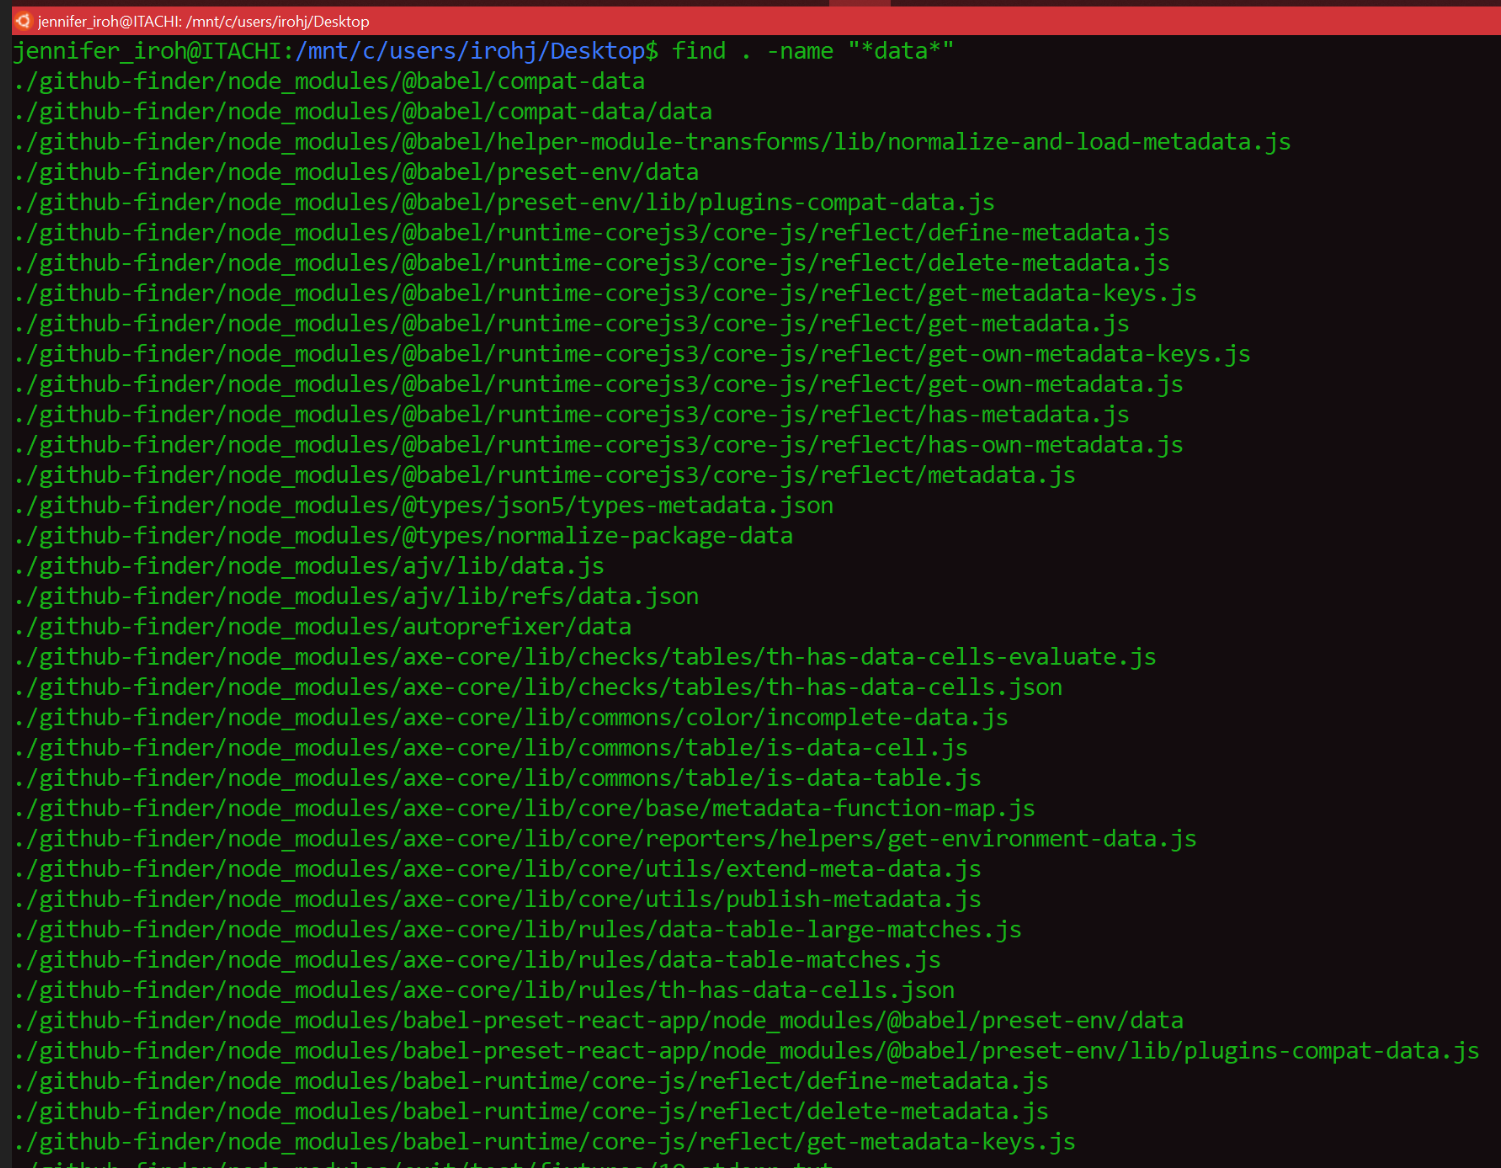 jennifer_iroh@ITACHI: /mnt/c/users/irohj/Desktop
jennifer_iroh@ITACHI:/mnt/c/users/irohj/Desktop$ find . -name "*data*"
./github-finder/node_modules/@babel/compat-data
./github-finder/node_modules/@babel/compat-data/data
./github-finder/node_modules/@babel/helper-module-transforms/lib/normalize-and-load-metadata.js
./github-finder/node_modules/@babel/preset-env/data
./github-finder/node_modules/@babel/preset-env/lib/plugins-compat-data.js
./github-finder/node_modules/@babel/runtime-corejs3/core-js/reflect/define-metadata.js
./github-finder/node_modules/@babel/runtime-corejs3/core-js/reflect/delete-metadata.js
./github-finder/node_modules/@babel/runtime-corejs3/core-js/reflect/get-metadata-keys.js
./github-finder/node_modules/@babel/runtime-corejs3/core-js/reflect/get-metadata.js
./github-finder/node_modules/@babel/runtime-corejs3/core-js/reflect/get-own-metadata-keys.js
./github-finder/node_modules/@babel/runtime-corejs3/core-js/reflect/get-own-metadata.js
./github-finder/node_modules/@babel/runtime-corejs3/core-js/reflect/has-metadata.js
./github-finder/node_modules/@babel/runtime-corejs3/core-js/reflect/has-own-metadata.js
./github-finder/node_modules/@babel/runtime-corejs3/core-js/reflect/metadata.js
./github-finder/node_modules/@types/json5/types-metadata.json
./github-finder/node_modules/@types/normalize-package-data
./github-finder/node_modules/ajv/lib/data.js
./github-finder/node_modules/ajv/lib/refs/data.json
./github-finder/node_modules/autoprefixer/data
./github-finder/node_modules/axe-core/lib/checks/tables/th-has-data-cells-evaluate.js
./github-finder/node_modules/axe-core/lib/checks/tables/th-has-data-cells.json
./github-finder/node_modules/axe-core/lib/commons/color/incomplete-data.js
./github-finder/node_modules/axe-core/lib/commons/table/is-data-cell.js
./github-finder/node_modules/axe-core/lib/commons/table/is-data-table.js
./github-finder/node_modules/axe-core/lib/core/base/metadata-function-map.js
./github-finder/node_modules/axe-core/lib/core/reporters/helpers/get-environment-data.js
./github-finder/node_modules/axe-core/lib/core/utils/extend-meta-data.js
./github-finder/node_modules/axe-core/lib/core/utils/publish-metadata.js
./github-finder/node_modules/axe-core/lib/rules/data-table-large-matches.js
./github-finder/node_modules/axe-core/lib/rules/data-table-matches.js
./github-finder/node_modules/axe-core/lib/rules/th-has-data-cells.json
./github-finder/node_modules/babel-preset-react-app/node_modules/@babel/preset-env/data
./github-finder/node_modules/babel-preset-react-app/node_modules/@babel/preset-env/lib/plugins-compat-data.js
./github-finder/node_modules/babel-runtime/core-js/reflect/define-metadata.js
./github-finder/node_modules/babel-runtime/core-js/reflect/delete-metadata.js
./github-finder/node_modules/babel-runtime/core-js/reflect/get-metadata-keys.js